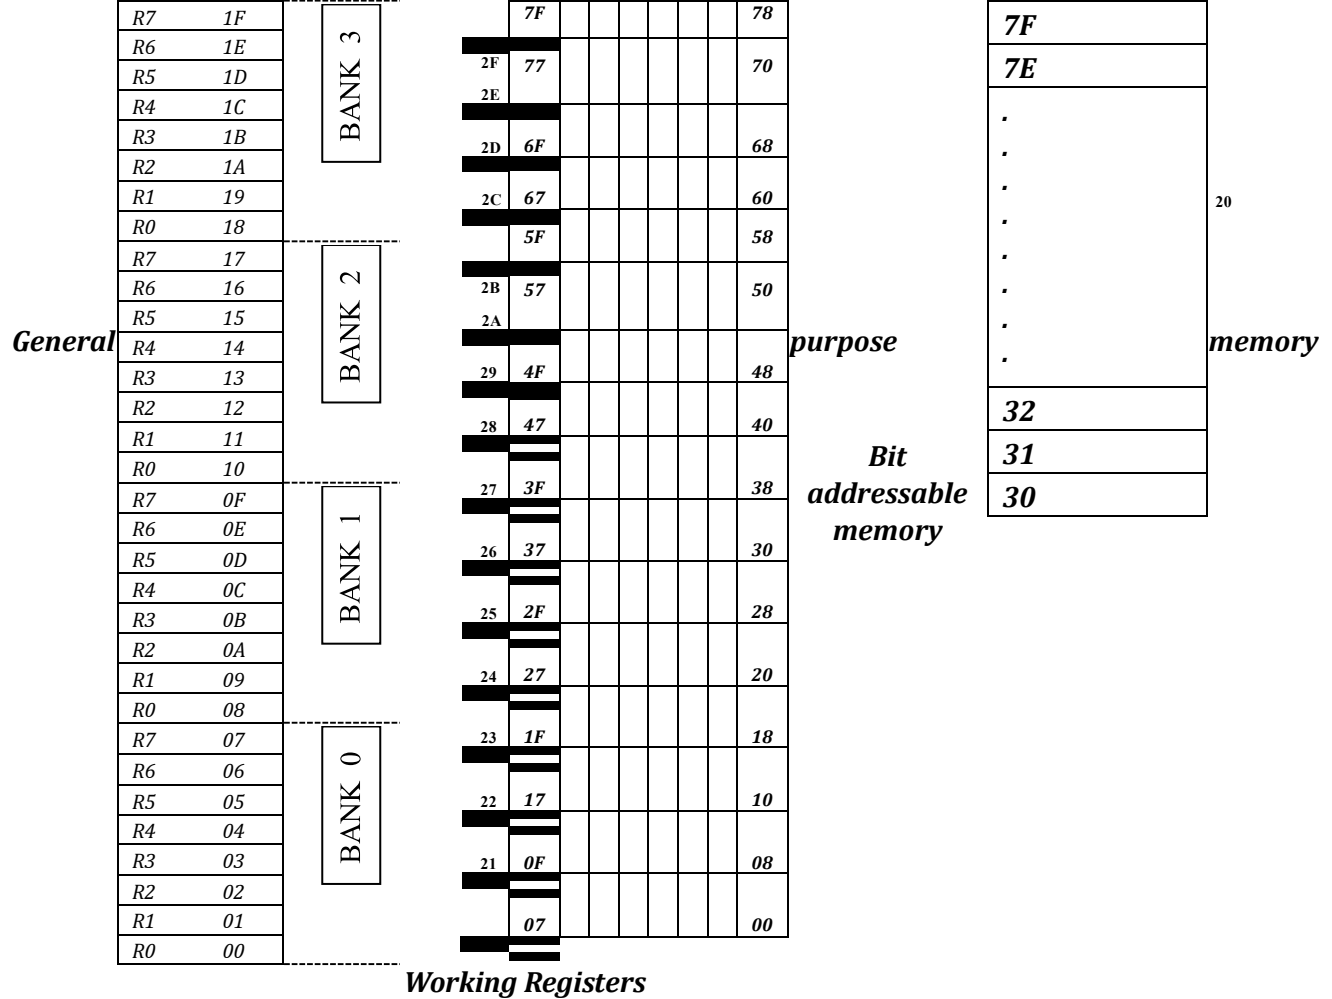 R7 1F
R6 1E
R5 1D
R4 1C
R3 1B
R2 1A
R1 19
R0 18
R7 17
R6 16
R5 15
R4 14
R3 13
R2 12
R1 11
R0 10
R7 0F
R6 0E
R5 0D
R4 0C
R3 0B
R2 0A
R1 09
R0 08
R7 07
R6 06
R5 05
R4 04
R3 03
R2 02
R1 01
R0 00
BANK 3
BANK 2
BANK 1
BANK 0
7F 78
2F 77 70
2E
2D 6F 68
2C 67 60
5F 58
2B 57 50
2A
29 4F 48
28 47 40
27 3F 38
26 37 30
25 2F 28
24 27 20
23 1F 18
22 17 10
21 0F 08
07 00
7F
7E
.
.
.
.
.
.
.
.
32
31
30
20
General purpose memory
Bit
addressable
memory
Working Registers